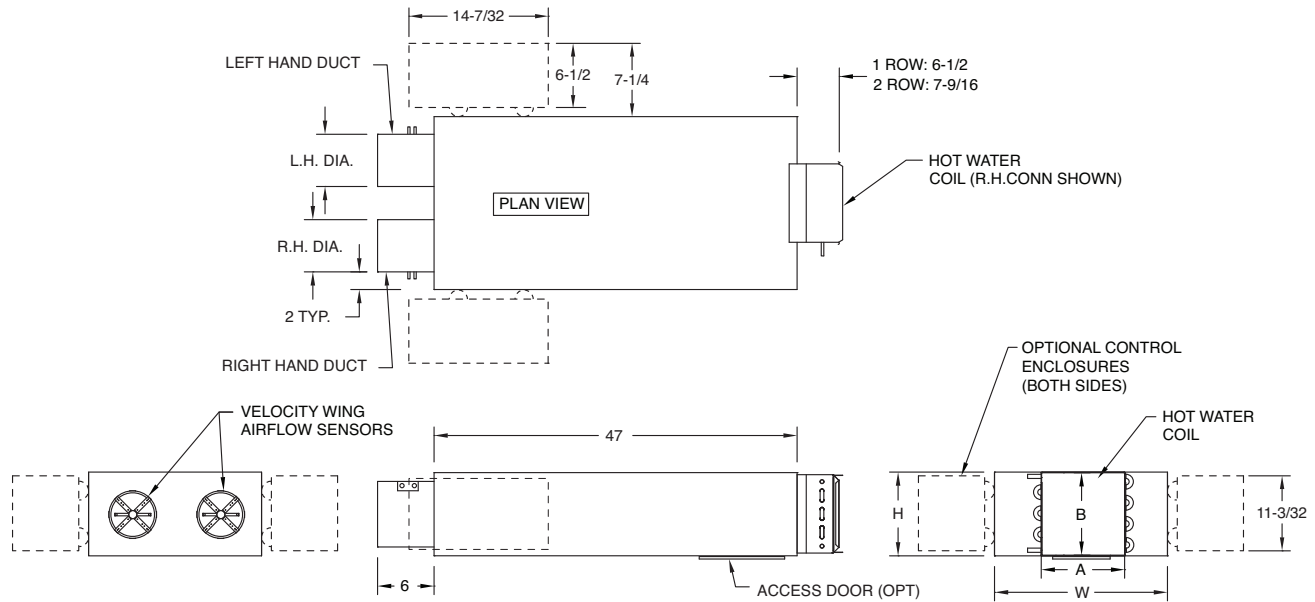 14-7/32
LEFT HAND DUCT
6-1/2
7-1/4
1 ROW: 6-1/2
2 ROW: 7-9/16
L.H. DIA.
HOT WATER
COIL (R.H.CONN SHOWN)
PLAN VIEW
R.H. DIA.
2 TYP.
RIGHT HAND DUCT
OPTIONAL CONTROL
ENCLOSURES
(BOTH SIDES)
VELOCITY WING
AIRFLOW SENSORS
HOT WATER
COIL
47
H
B
11-3/32
A
W
6
ACCESS DOOR (OPT)